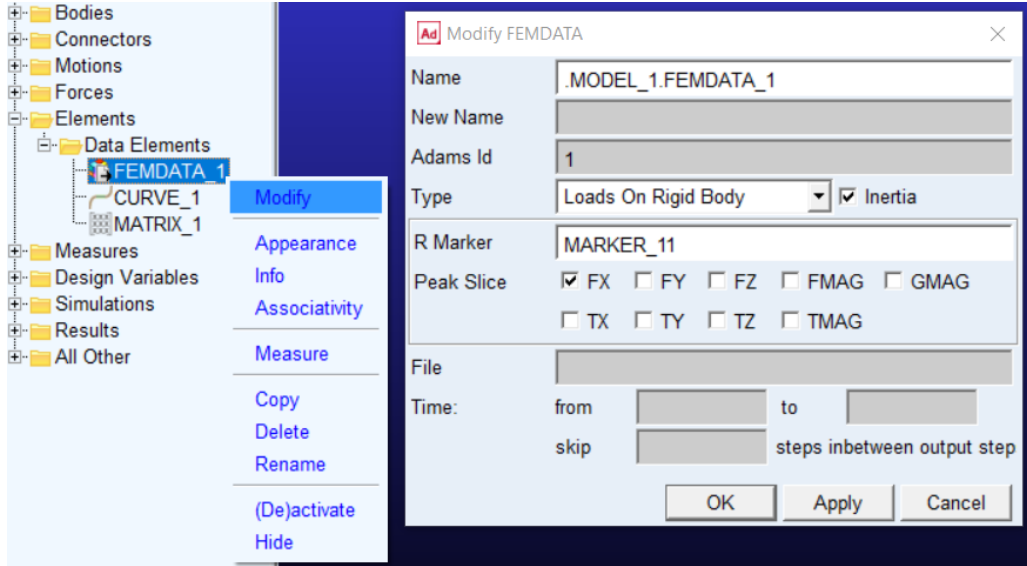 Bodies
Connectors
Motions
Forces
Elements
Data Elements
FEMDATA_1
CURVE_1
MATRIX_1
Measures
Design Variables
Simulations
Results
All Other
Modify
Appearance
Info
Associativity
Measure
Copy
Delete
Rename
(De)activate
Hide
Ad Modify FEMDATA
Name .MODEL_1.FEMDATA_1
New Name
Adams Id 1
Type Loads On Rigid Body Inertia
R Marker MARKER_11
Peak Slice FX FY FZ FMAG GMAG
TX TY TZ TMAG
File
Time: from to
skip steps inbetween output step
OK Apply Cancel